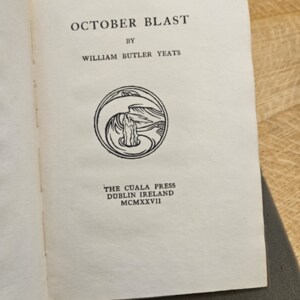 OCTOBER BLAST
BY
WILLIAM BUTLER YEATS
THE CUALA PRESS
DUBLIN IRELAND
MCMXXVII